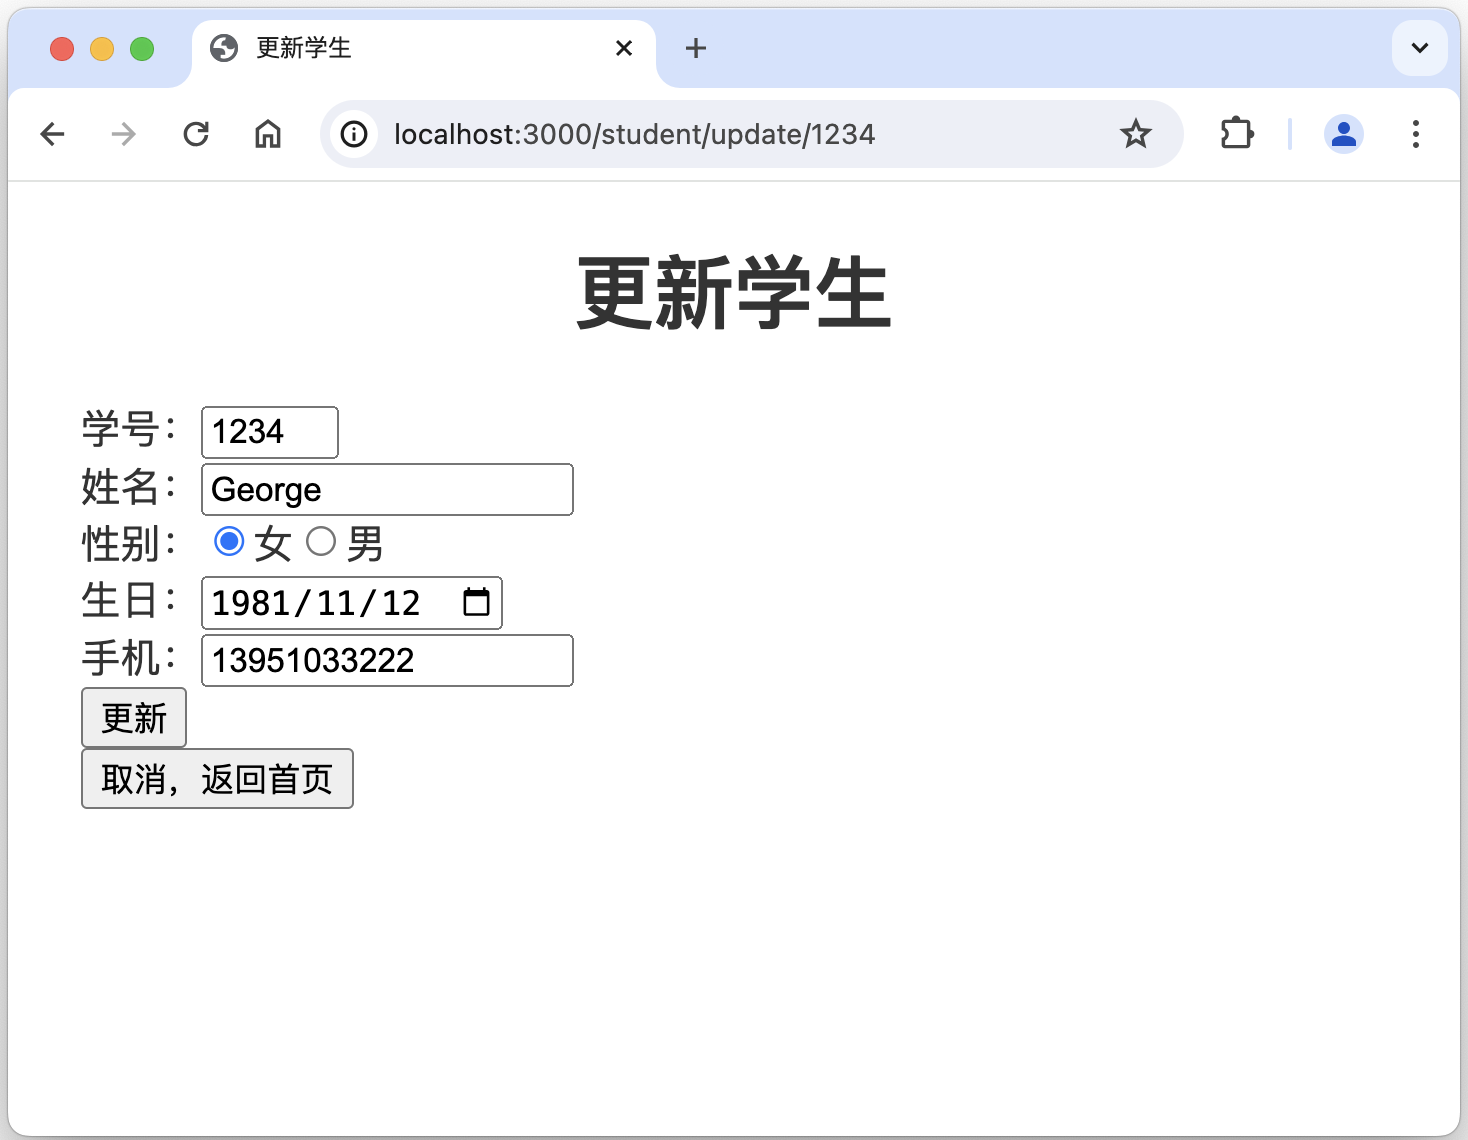 更新学生
localhost:3000/student/update/1234
更新学生
学号： 1234
姓名： George
性别： 女 男
生日： 1981/11/12
手机： 13951033222
更新
取消，返回首页